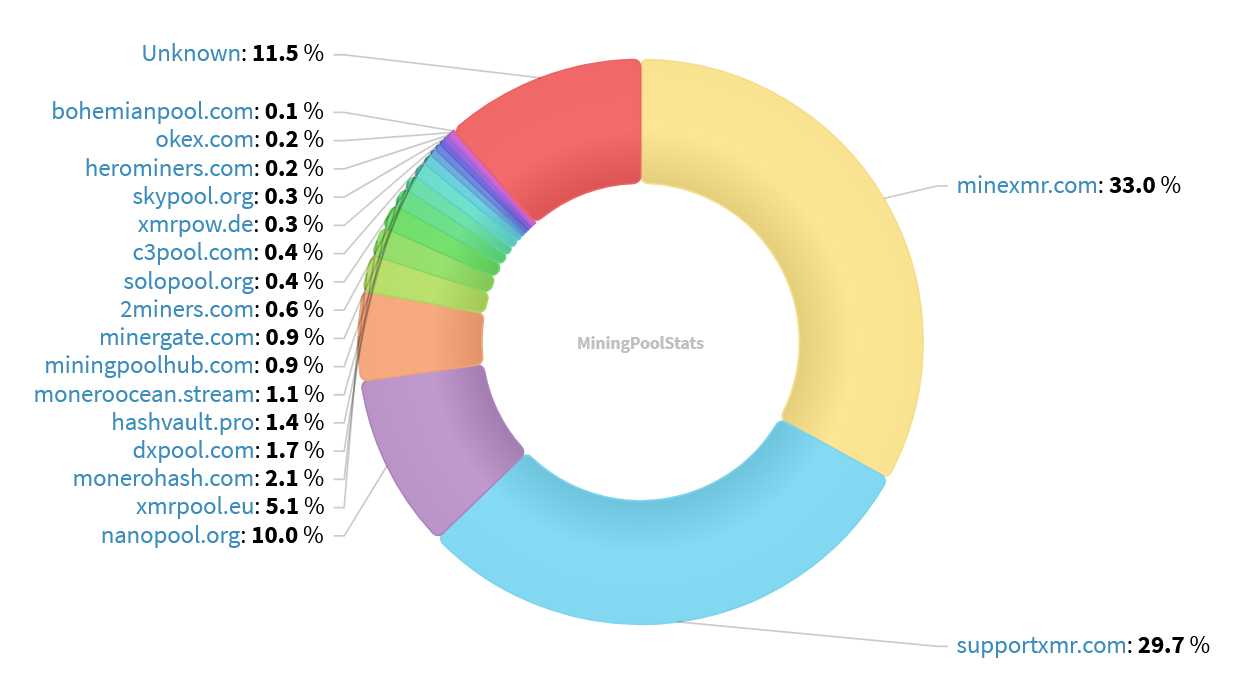 Unknown: 11.5 %
bohemianpool.com: 0.1 %
okex.com: 0.2 %
herominers.com: 0.2 %
skypool.org: 0.3 %
xmrpow.de: 0.3 %
c3pool.com: 0.4 %
solopool.org: 0.4 %
2miners.com: 0.6 %
minergate.com: 0.9 %
miningpoolhub.com: 0.9 %
moneroocean.stream: 1.1 %
hashvault.pro: 1.4 %
dxpool.com: 1.7 %
monerohash.com: 2.1 %
xmrpool.eu: 5.1 %
nanopool.org: 10.0 %
MiningPoolStats
minexmr.com: 33.0 %
supportxmr.com: 29.7 %